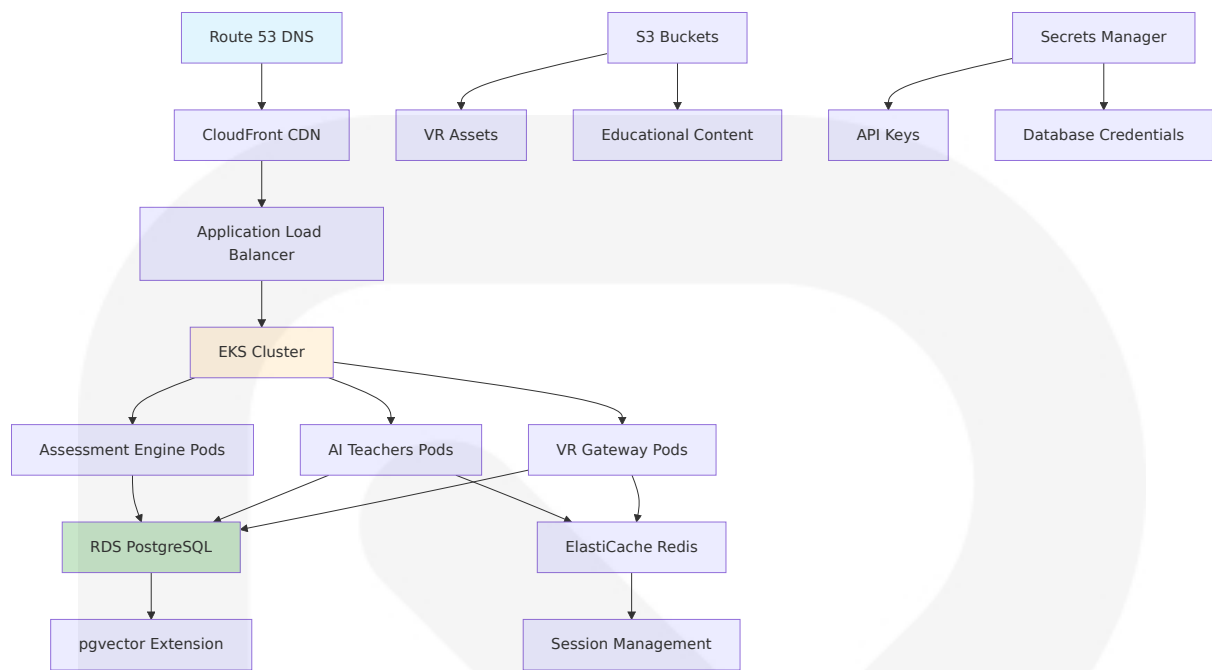 Route 53 DNS
S3 Buckets
Secrets Manager
CloudFront CDN
VR Assets
Educational Content
API Keys
Database Credentials
Application Load
Balancer
EKS Cluster
Assessment Engine Pods
AI Teachers Pods
VR Gateway Pods
RDS PostgreSQL
ElastiCache Redis
pgvector Extension
Session Management